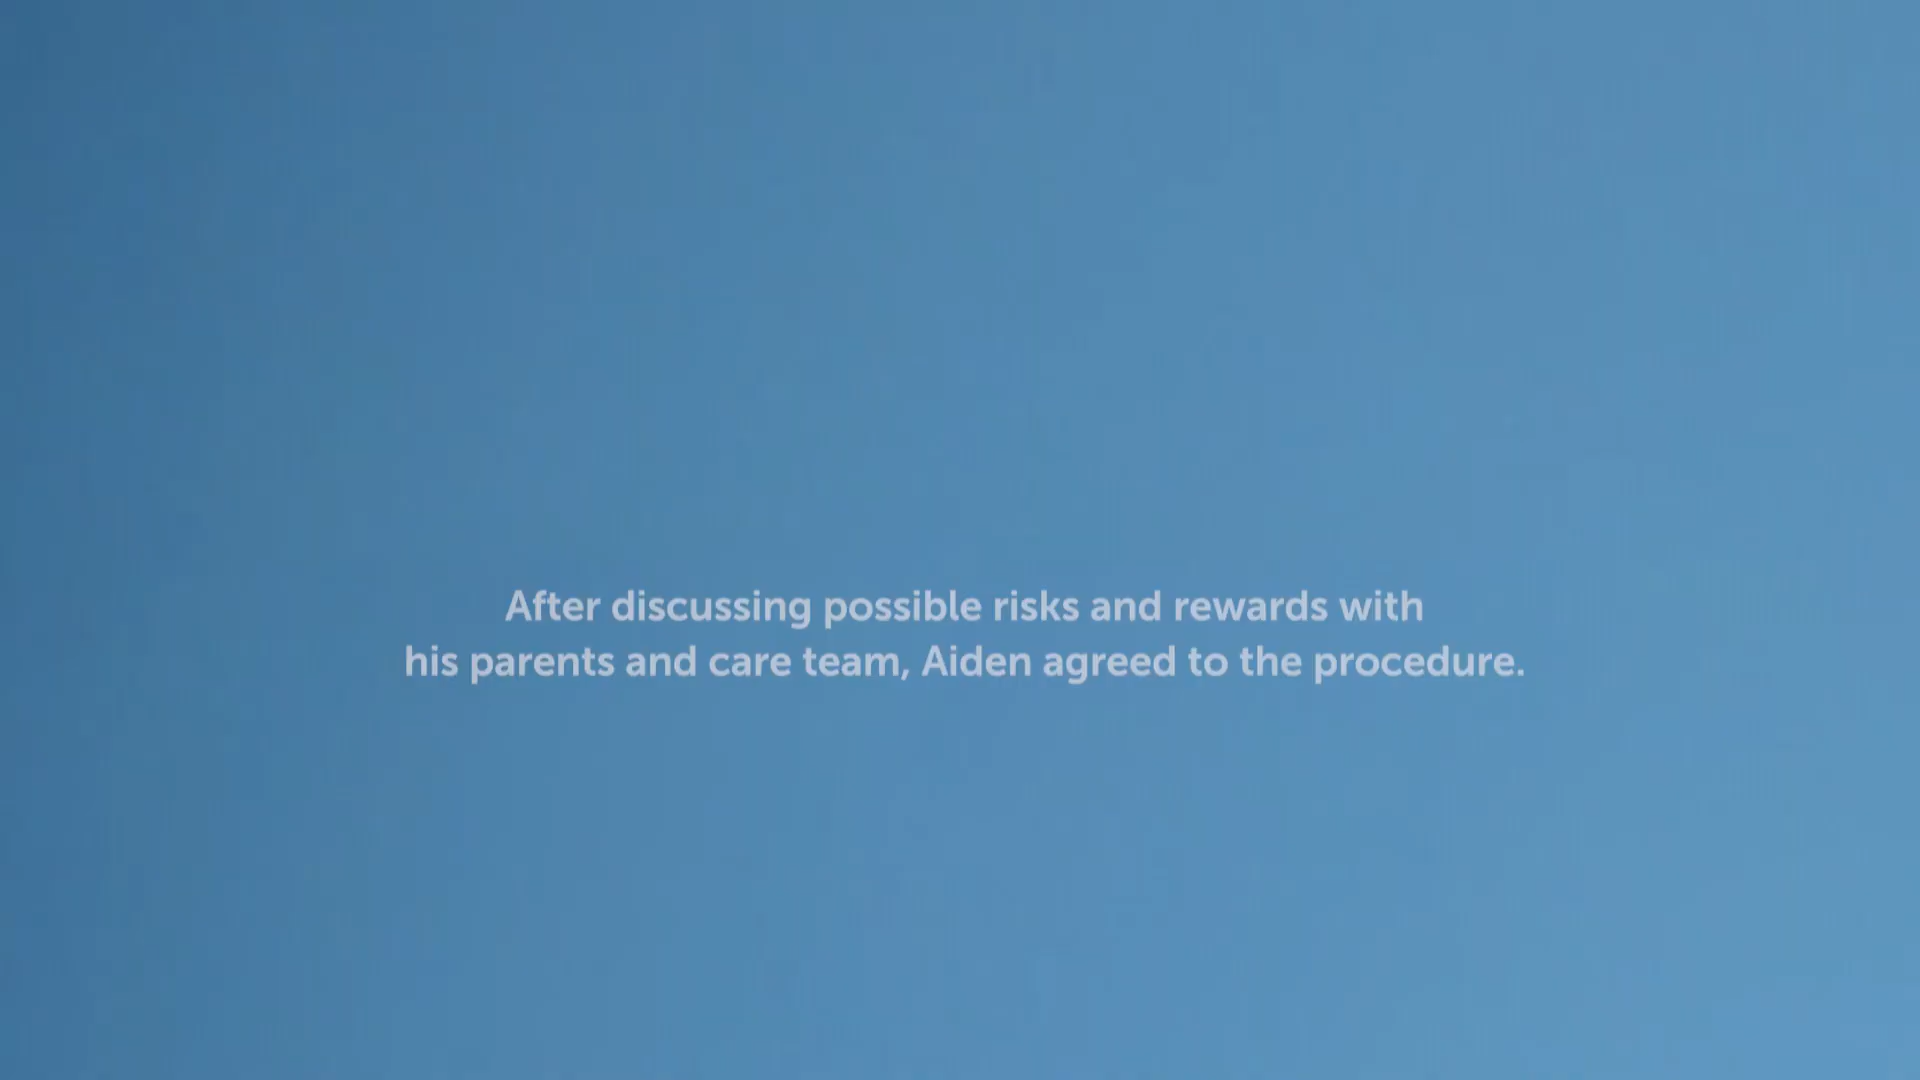 After discussing possible risks and rewards with
his parents and care team, Aiden agreed to the procedure.